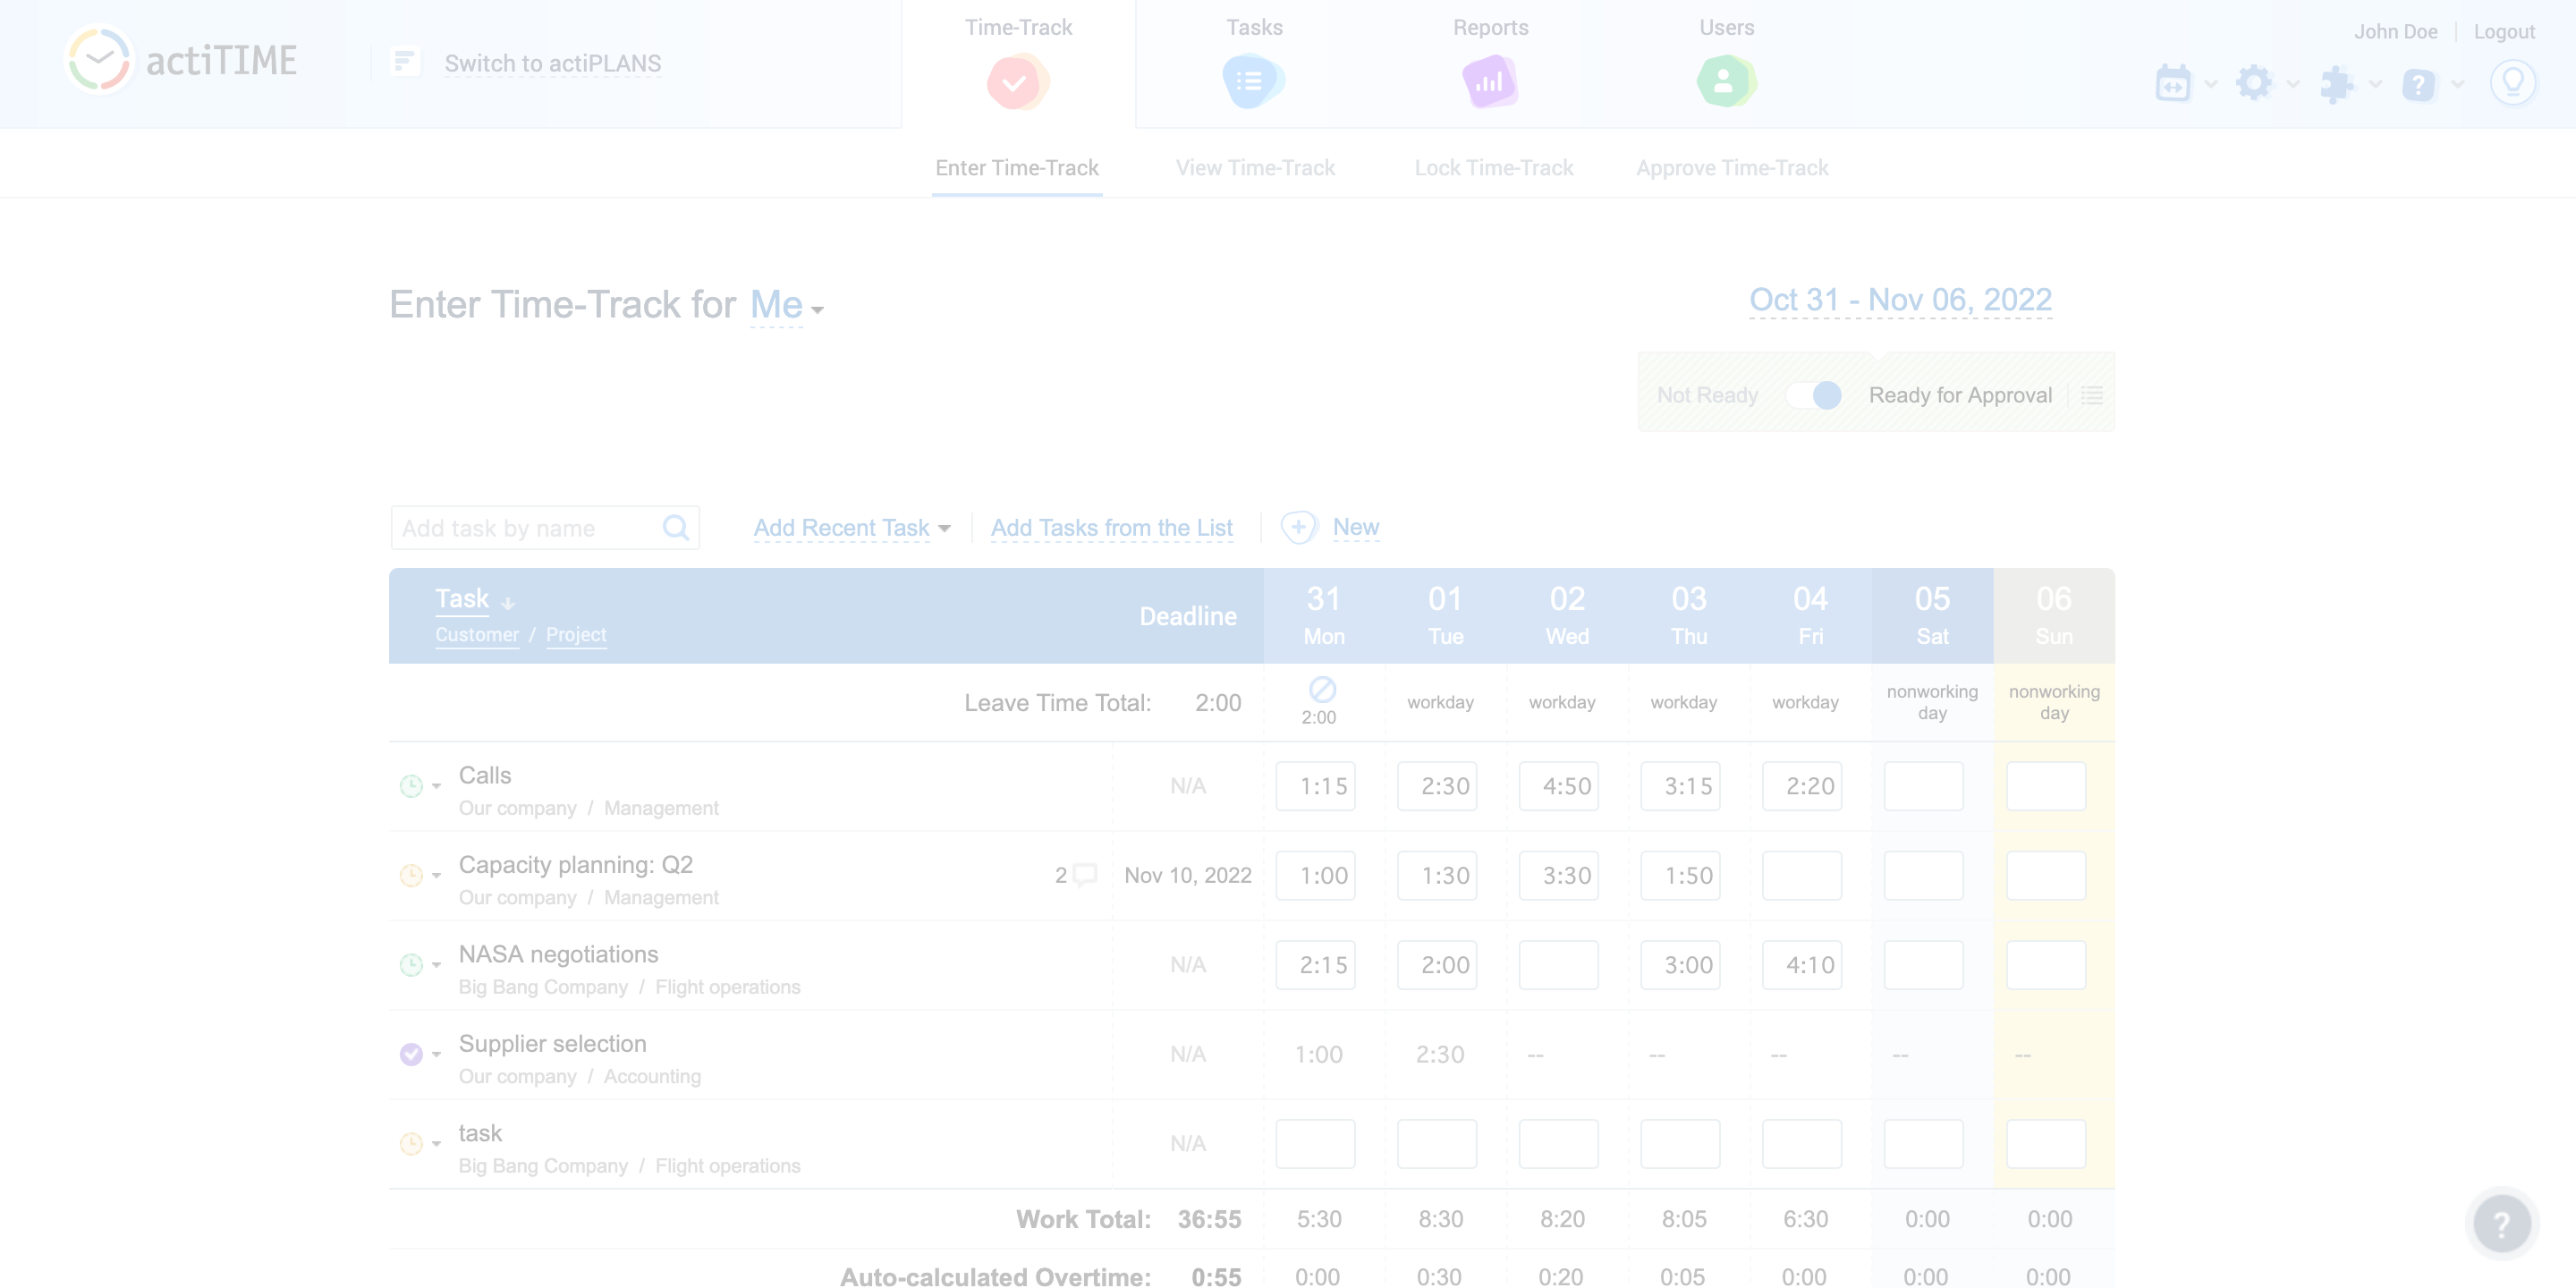 actiTIME
Switch to actiPLANS
Time-Track
Tasks
Reports
Users
John Doe
Logout
?
Enter Time-Track
View Time-Track
Lock Time-Track
Approve Time-Track
Enter Time-Track for Me
Oct 31 - Nov 06, 2022
Not Ready
Ready for Approval
Add task by name
Add Recent Task
Add Tasks from the List
New
Task
Customer / Project
Deadline
31 Mon
01 Tue
02 Wed
03 Thu
04 Fri
05 Sat
06 Sun
Leave Time Total: 2:00 2:00 workday workday workday workday nonworking day nonworking day
Calls
Our company / Management
N/A 1:15 2:30 4:50 3:15 2:20
Capacity planning: Q2
Our company / Management
2 Nov 10, 2022 1:00 1:30 3:30 1:50
NASA negotiations
Big Bang Company / Flight operations
N/A 2:15 2:00 3:00 4:10
Supplier selection
Our company / Accounting
N/A 1:00 2:30 -- -- -- -- --
task
Big Bang Company / Flight operations
N/A
Work Total: 36:55 5:30 8:30 8:20 8:05 6:30 0:00 0:00
Auto-calculated Overtime: 0:55 0:00 0:30 0:20 0:05 0:00 0:00 0:00
?